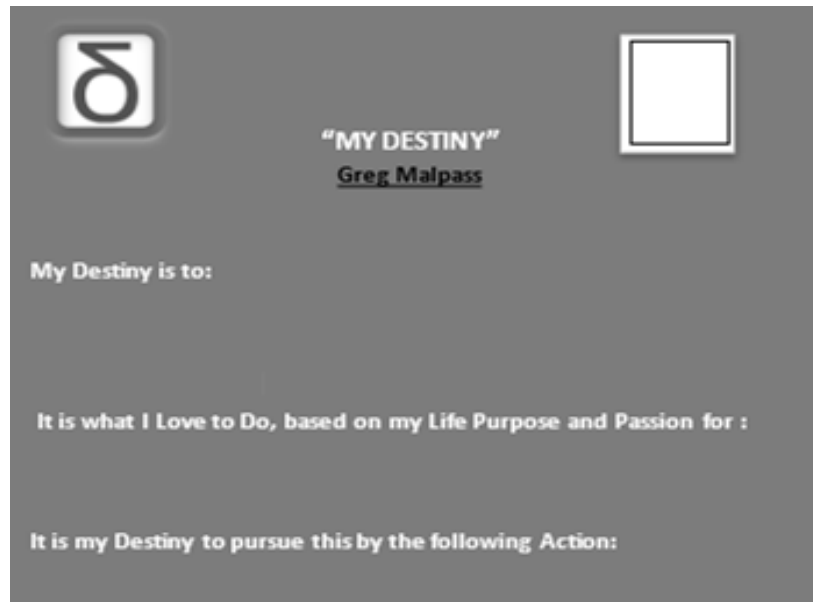 δ
“MY DESTINY”
Greg Malpass
My Destiny is to:
It is what I Love to Do, based on my Life Purpose and Passion for :
It is my Destiny to pursue this by the following Action: